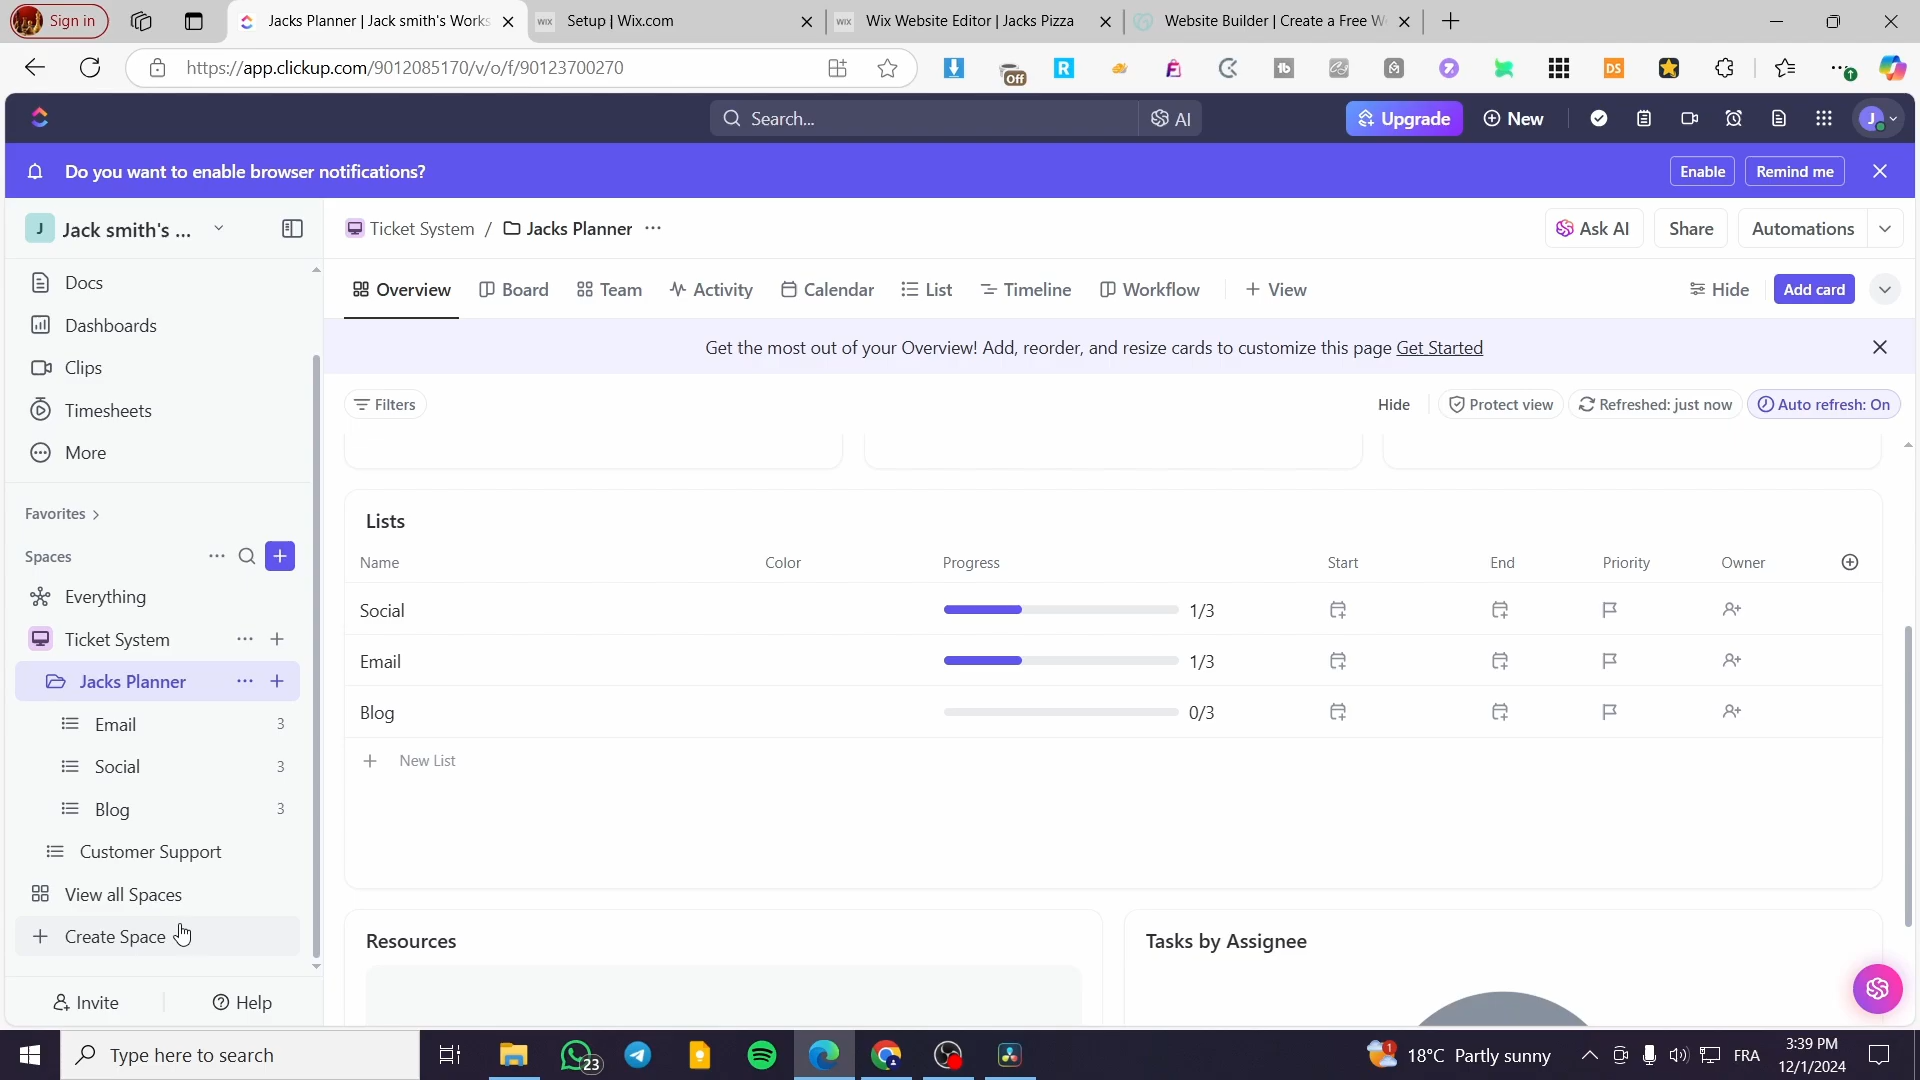 Sign in
Jacks Planner | Jack smith's Works
WIX Setup | Wix.com
WIX Wix Website Editor | Jacks Pizza
Website Builder | Create a Free W
https://app.clickup.com/9012085170/v/o/f/90123700270
Off
R
tb
DS
Search...
AI
Upgrade
New
J
Do you want to enable browser notifications?
Enable
Remind me
J Jack smith's ...
Ticket System / Jacks Planner
Ask AI
Share
Automations
Docs
Dashboards
Clips
Timesheets
More
Favorites
Spaces
Everything
Ticket System
Jacks Planner
Email 3
Social 3
Blog 3
Customer Support
View all Spaces
Create Space
Invite
Help
Overview
Board
Team
Activity
Calendar
List
Timeline
Workflow
+ View
Hide
Add card
Get the most out of your Overview! Add, reorder, and resize cards to customize this page Get Started
Filters
Hide
Protect view
Refreshed: just now
Auto refresh: On
Lists
Name Color Progress Start End Priority Owner
Social 1/3
Email 1/3
Blog 0/3
+ New List
Resources
Tasks by Assignee
Type here to search
23
1
18°C Partly sunny
FRA
3:39 PM
12/1/2024